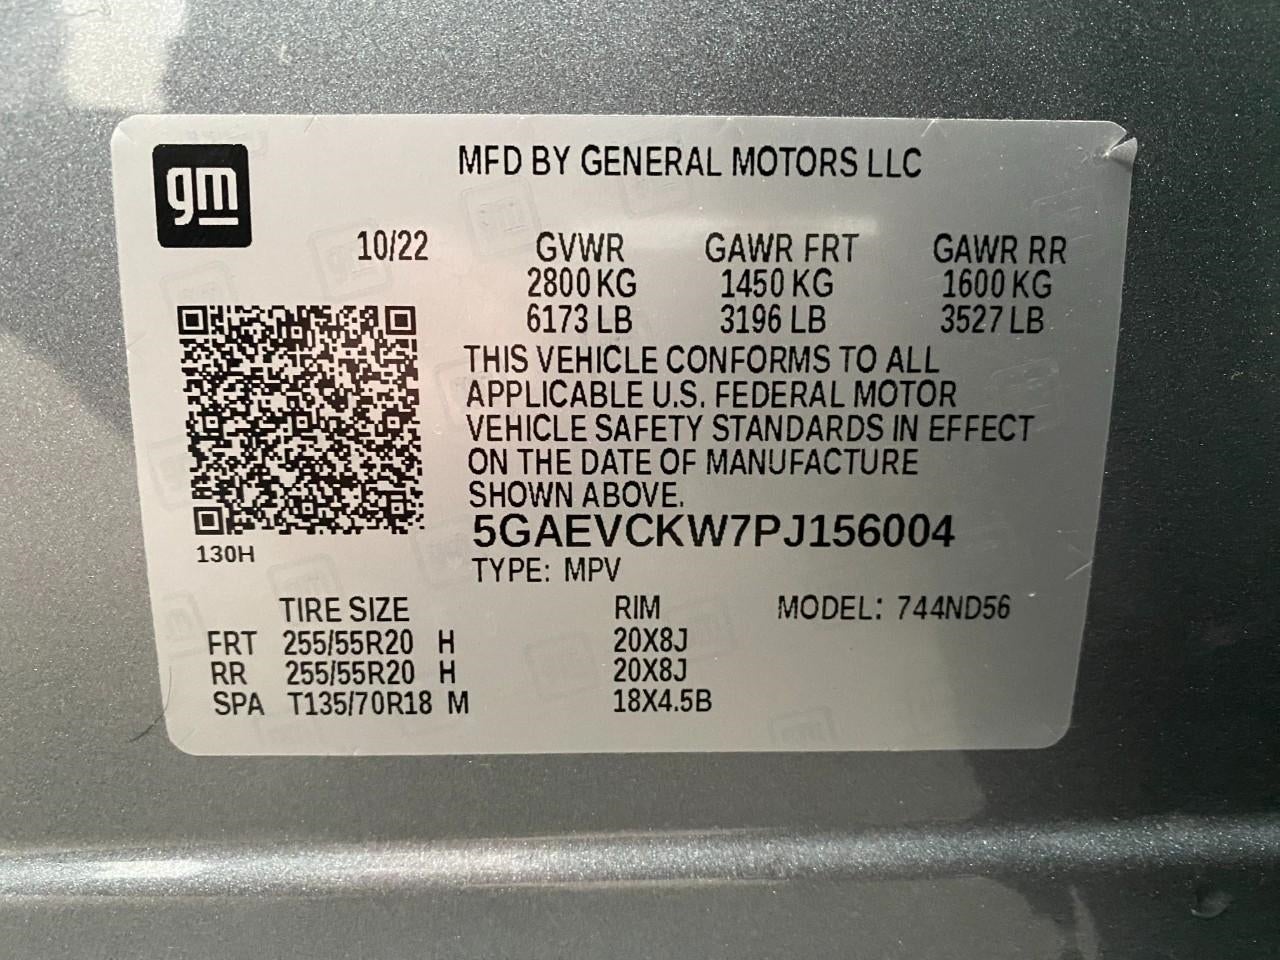 gm
MFD BY GENERAL MOTORS LLC
10/22 GVWR GAWR FRT GAWR RR
2800 KG 1450 KG 1600 KG
6173 LB 3196 LB 3527 LB
THIS VEHICLE CONFORMS TO ALL
APPLICABLE U.S. FEDERAL MOTOR
VEHICLE SAFETY STANDARDS IN EFFECT
ON THE DATE OF MANUFACTURE
SHOWN ABOVE.
5GAEVCKW7PJ156004
130H
TYPE: MPV
TIRE SIZE RIM MODEL: 744ND56
FRT 255/55R20 H 20X8J
RR 255/55R20 H 20X8J
SPA T135/70R18 M 18X4.5B